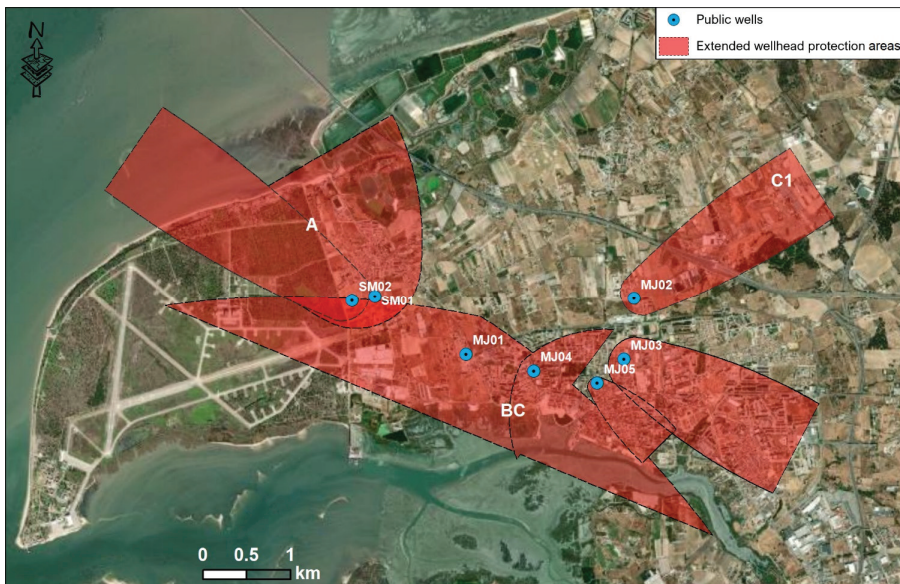 N
Public wells
Extended wellhead protection areas
C1
A
SM02
SM01
MJ02
MJ01
MJ04
MJ03
MJ05
BC
0 0.5 1
km